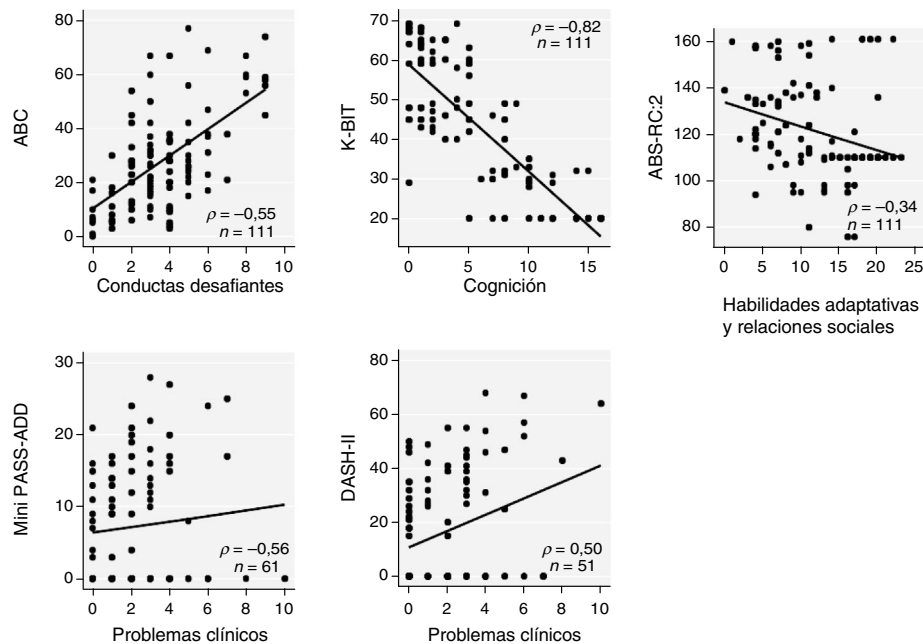 ABC
80
60
40
20
0
0 2 4 6 8 10
ρ = –0,55
n = 111
Conductas desafiantes
K-BIT
70
60
50
40
30
20
0 5 10 15
ρ = –0,82
n = 111
Cognición
ABS-RC:2
160
140
120
100
80
0 5 10 15 20 25
ρ = –0,34
n = 111
Habilidades adaptativas
y relaciones sociales
Mini PASS-ADD
30
20
10
0
0 2 4 6 8 10
ρ = –0,56
n = 61
Problemas clínicos
DASH-II
80
60
40
20
0
0 2 4 6 8 10
ρ = 0,50
n = 51
Problemas clínicos